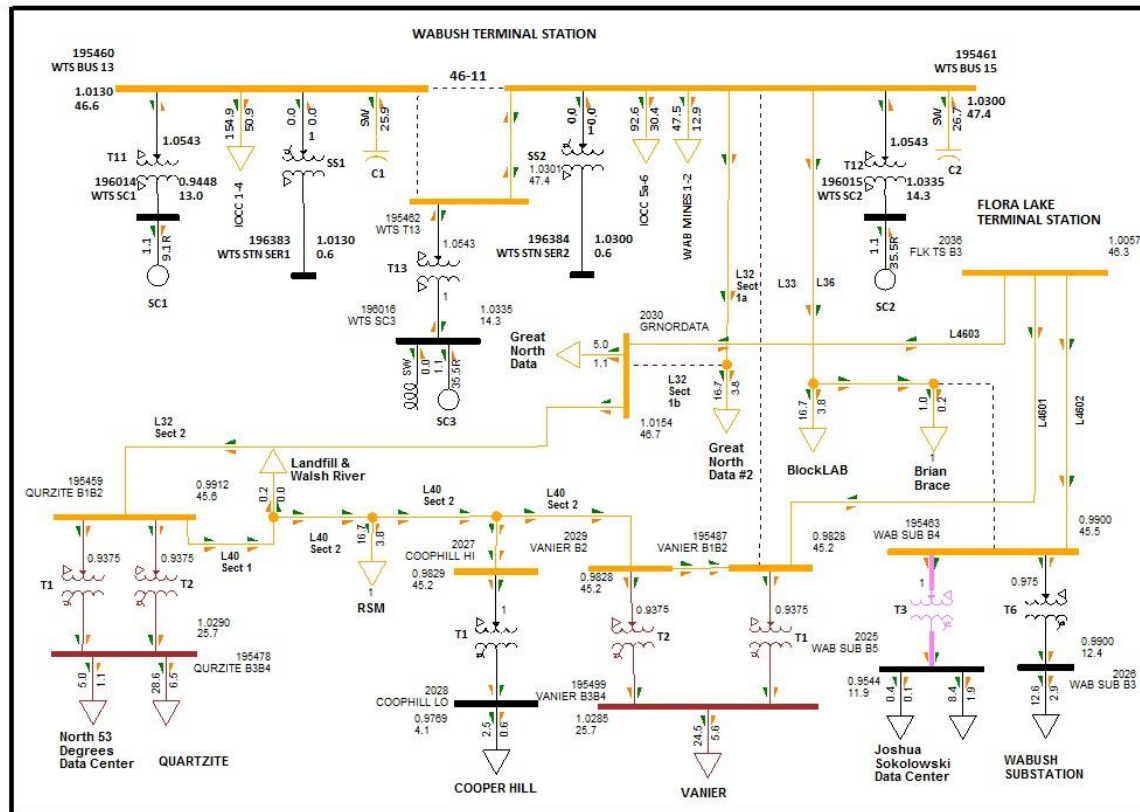 WABUSH TERMINAL STATION
195460
WTS BUS 13
46-11
195461
WTS BUS 15
1.0130
46.6
1.0300
47.4
154.9
50.9
0.0
0.0
SW
25.9
0.0
0.0
92.6
30.4
47.5
12.9
SW
26.7
1.0543
1
1
1.0543
T11
SS1
C1
SS2
1.0301
47.4
T12
C2
196014
WTS SC1
0.9448
13.0
IOCC 1-4
IOCC 5a-6
WAB MINES 1-2
196015
WTS SC2
1.0335
14.3
FLORA LAKE
TERMINAL STATION
195462
WTS T13
1.1
9.1R
SC1
196383
WTS STN SER1
1.0130
0.6
1.0543
T13
1
196384
WTS STN SER2
1.0300
0.6
1.1
35.5R
SC2
2036
FLK TS B3
1.0057
46.3
L32
Sect
1a
L33
L36
196016
WTS SC3
1.0335
14.3
2030
GRNORDATA
L4603
Great
North
Data
5.0
1.1
SW
0.0
1.1
35.5R
SC3
L32
Sect
1b
16.7
3.8
16.7
3.8
1.0
0.2
L4601
L4602
1.0154
46.7
L32
Sect 2
Great
North
Data #2
BlockLAB
1
Brian
Brace
Landfill &
Walsh River
195459
QURZITE B1B2
0.9912
45.6
0.2
0.0
L40
Sect 2
L40
Sect 2
L40
Sect 2
L40
Sect 1
16.7
3.8
1
RSM
2027
COOPHILL HI
2029
VANIER B2
195487
VANIER B1B2
0.9828
45.2
195463
WAB SUB B4
0.9900
45.5
0.9375
0.9375
T1
T2
0.9829
45.2
0.9828
45.2
1
T1
0.9375
T2
0.9375
T1
1
T3
0.975
T6
1.0290
25.7
195478
QURZITE B3B4
2025
WAB SUB B5
0.9544
11.9
0.9900
12.4
2026
WAB SUB B3
5.0
1.1
28.6
6.5
2028
COOPHILL LO
0.9769
4.1
195499
VANIER B3B4
1.0285
25.7
0.4
0.1
8.4
1.9
12.6
2.9
2.5
0.6
24.5
5.6
North 53
Degrees
Data Center
QUARTZITE
COOPER HILL
VANIER
Joshua
Sokolowski
Data Center
WABUSH
SUBSTATION